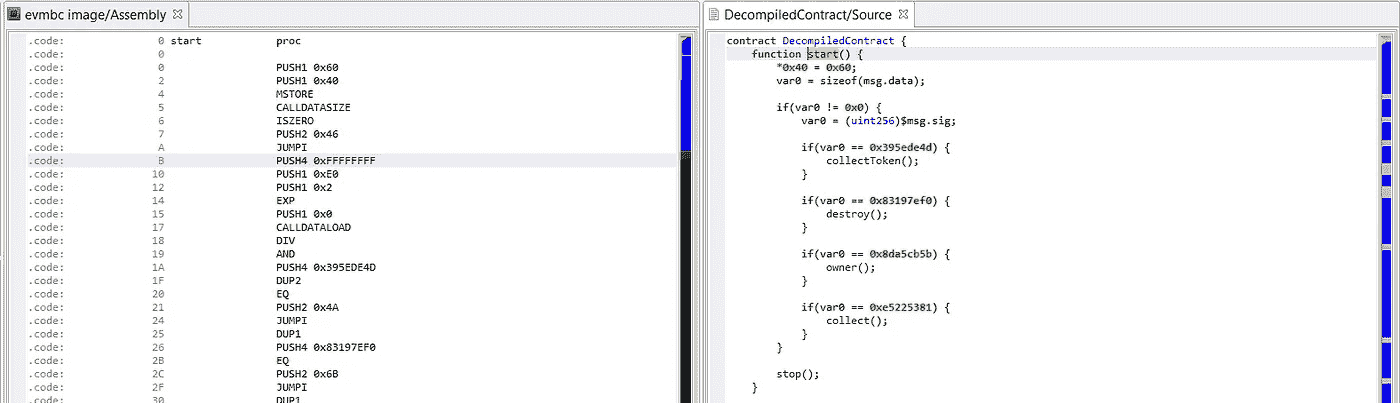 evmbc image/Assembly
.code: 0 start proc
.code: 0
.code: 0 PUSH1 0x60
.code: 2 PUSH1 0x40
.code: 4 MSTORE
.code: 5 CALLDATASIZE
.code: 6 ISZERO
.code: 7 PUSH2 0x46
.code: A JUMPI
.code: B PUSH4 0xFFFFFFFF
.code: 10 PUSH1 0xE0
.code: 12 PUSH1 0x2
.code: 14 EXP
.code: 15 PUSH1 0x0
.code: 17 CALLDATALOAD
.code: 18 DIV
.code: 19 AND
.code: 1A PUSH4 0x395EDE4D
.code: 1F DUP2
.code: 20 EQ
.code: 21 PUSH2 0x4A
.code: 24 JUMPI
.code: 25 DUP1
.code: 26 PUSH4 0x83197EF0
.code: 2B EQ
.code: 2C PUSH2 0x6B
.code: 2F JUMPI
.code: 30 DUP1
DecompiledContract/Source
contract DecompiledContract {
function start() {
*0x40 = 0x60;
var0 = sizeof(msg.data);
if(var0 != 0x0) {
var0 = (uint256)$msg.sig;
if(var0 == 0x395ede4d) {
collectToken();
}
if(var0 == 0x83197ef0) {
destroy();
}
if(var0 == 0x8da5cb5b) {
owner();
}
if(var0 == 0xe5225381) {
collect();
}
}
stop();
}